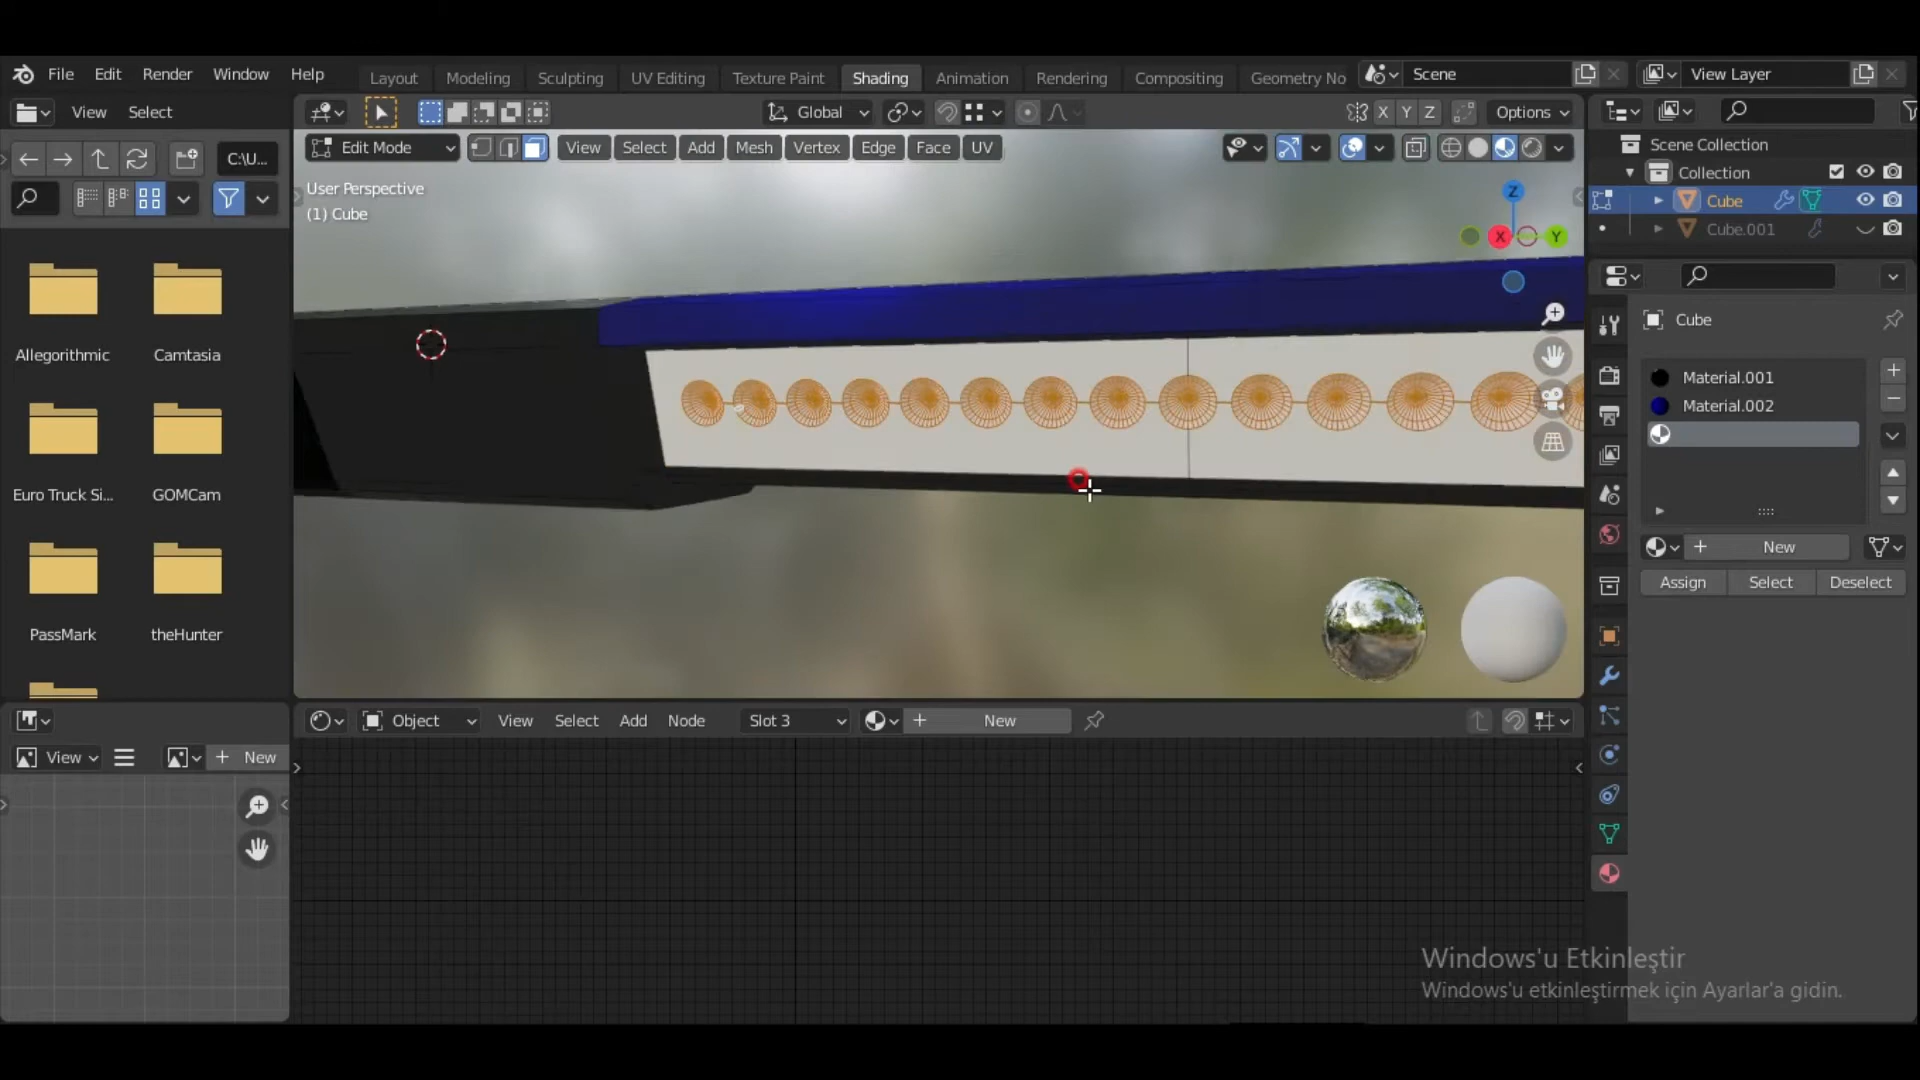 File Edit Render Window Help Layout Modeling Sculpting UV Editing Texture Paint Shading Animation Rendering Compositing Geometry No Scene View Layer
View Select Global X Y Z Options
Edit Mode View Select Add Mesh Vertex Edge Face UV
C:\U...
User Perspective
(1) Cube
Z
X
Y
Scene Collection
Collection
Cube
Cube.001
Cube
Material.001
Material.002
+ New
Assign Select Deselect
Allegorithmic Camtasia
Euro Truck Si... GOMCam
PassMark theHunter
Object View Select Add Node Slot 3 + New
View + New
Windows'u Etkinleştir
Windows'u etkinleştirmek için Ayarlar'a gidin.